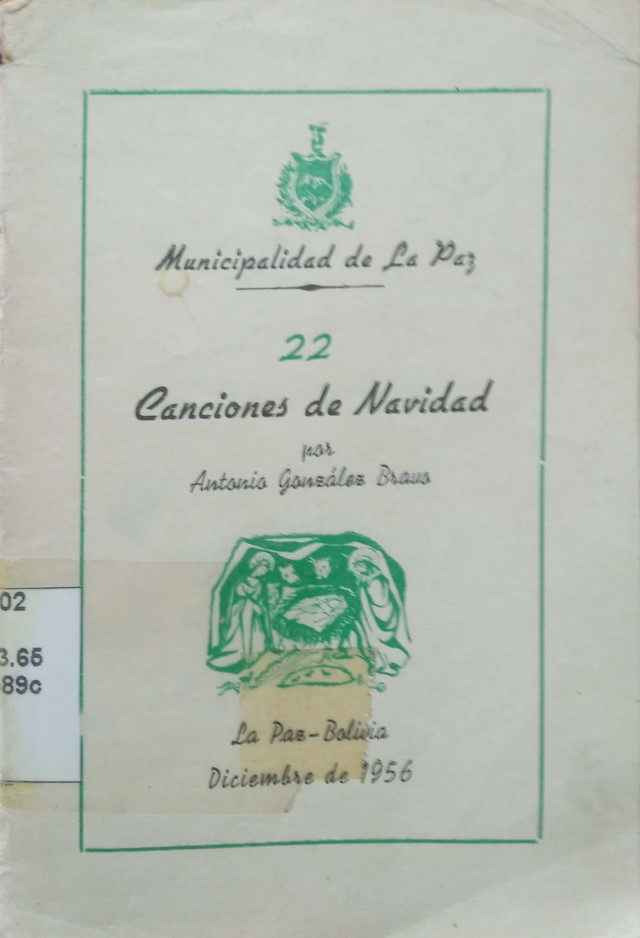 Municipalidad de La Paz
22
Canciones de Navidad
por
Antonio González Bravo
02
3.65
89c
La Paz-Bolivia
Diciembre de 1956